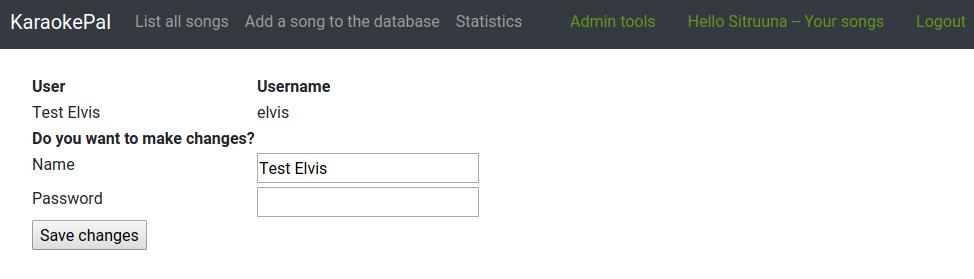 KaraokePal List all songs Add a song to the database Statistics Admin tools Hello Sitruuna – Your songs Logout
User Username
Test Elvis elvis
Do you want to make changes?
Name Test Elvis
Password
Save changes